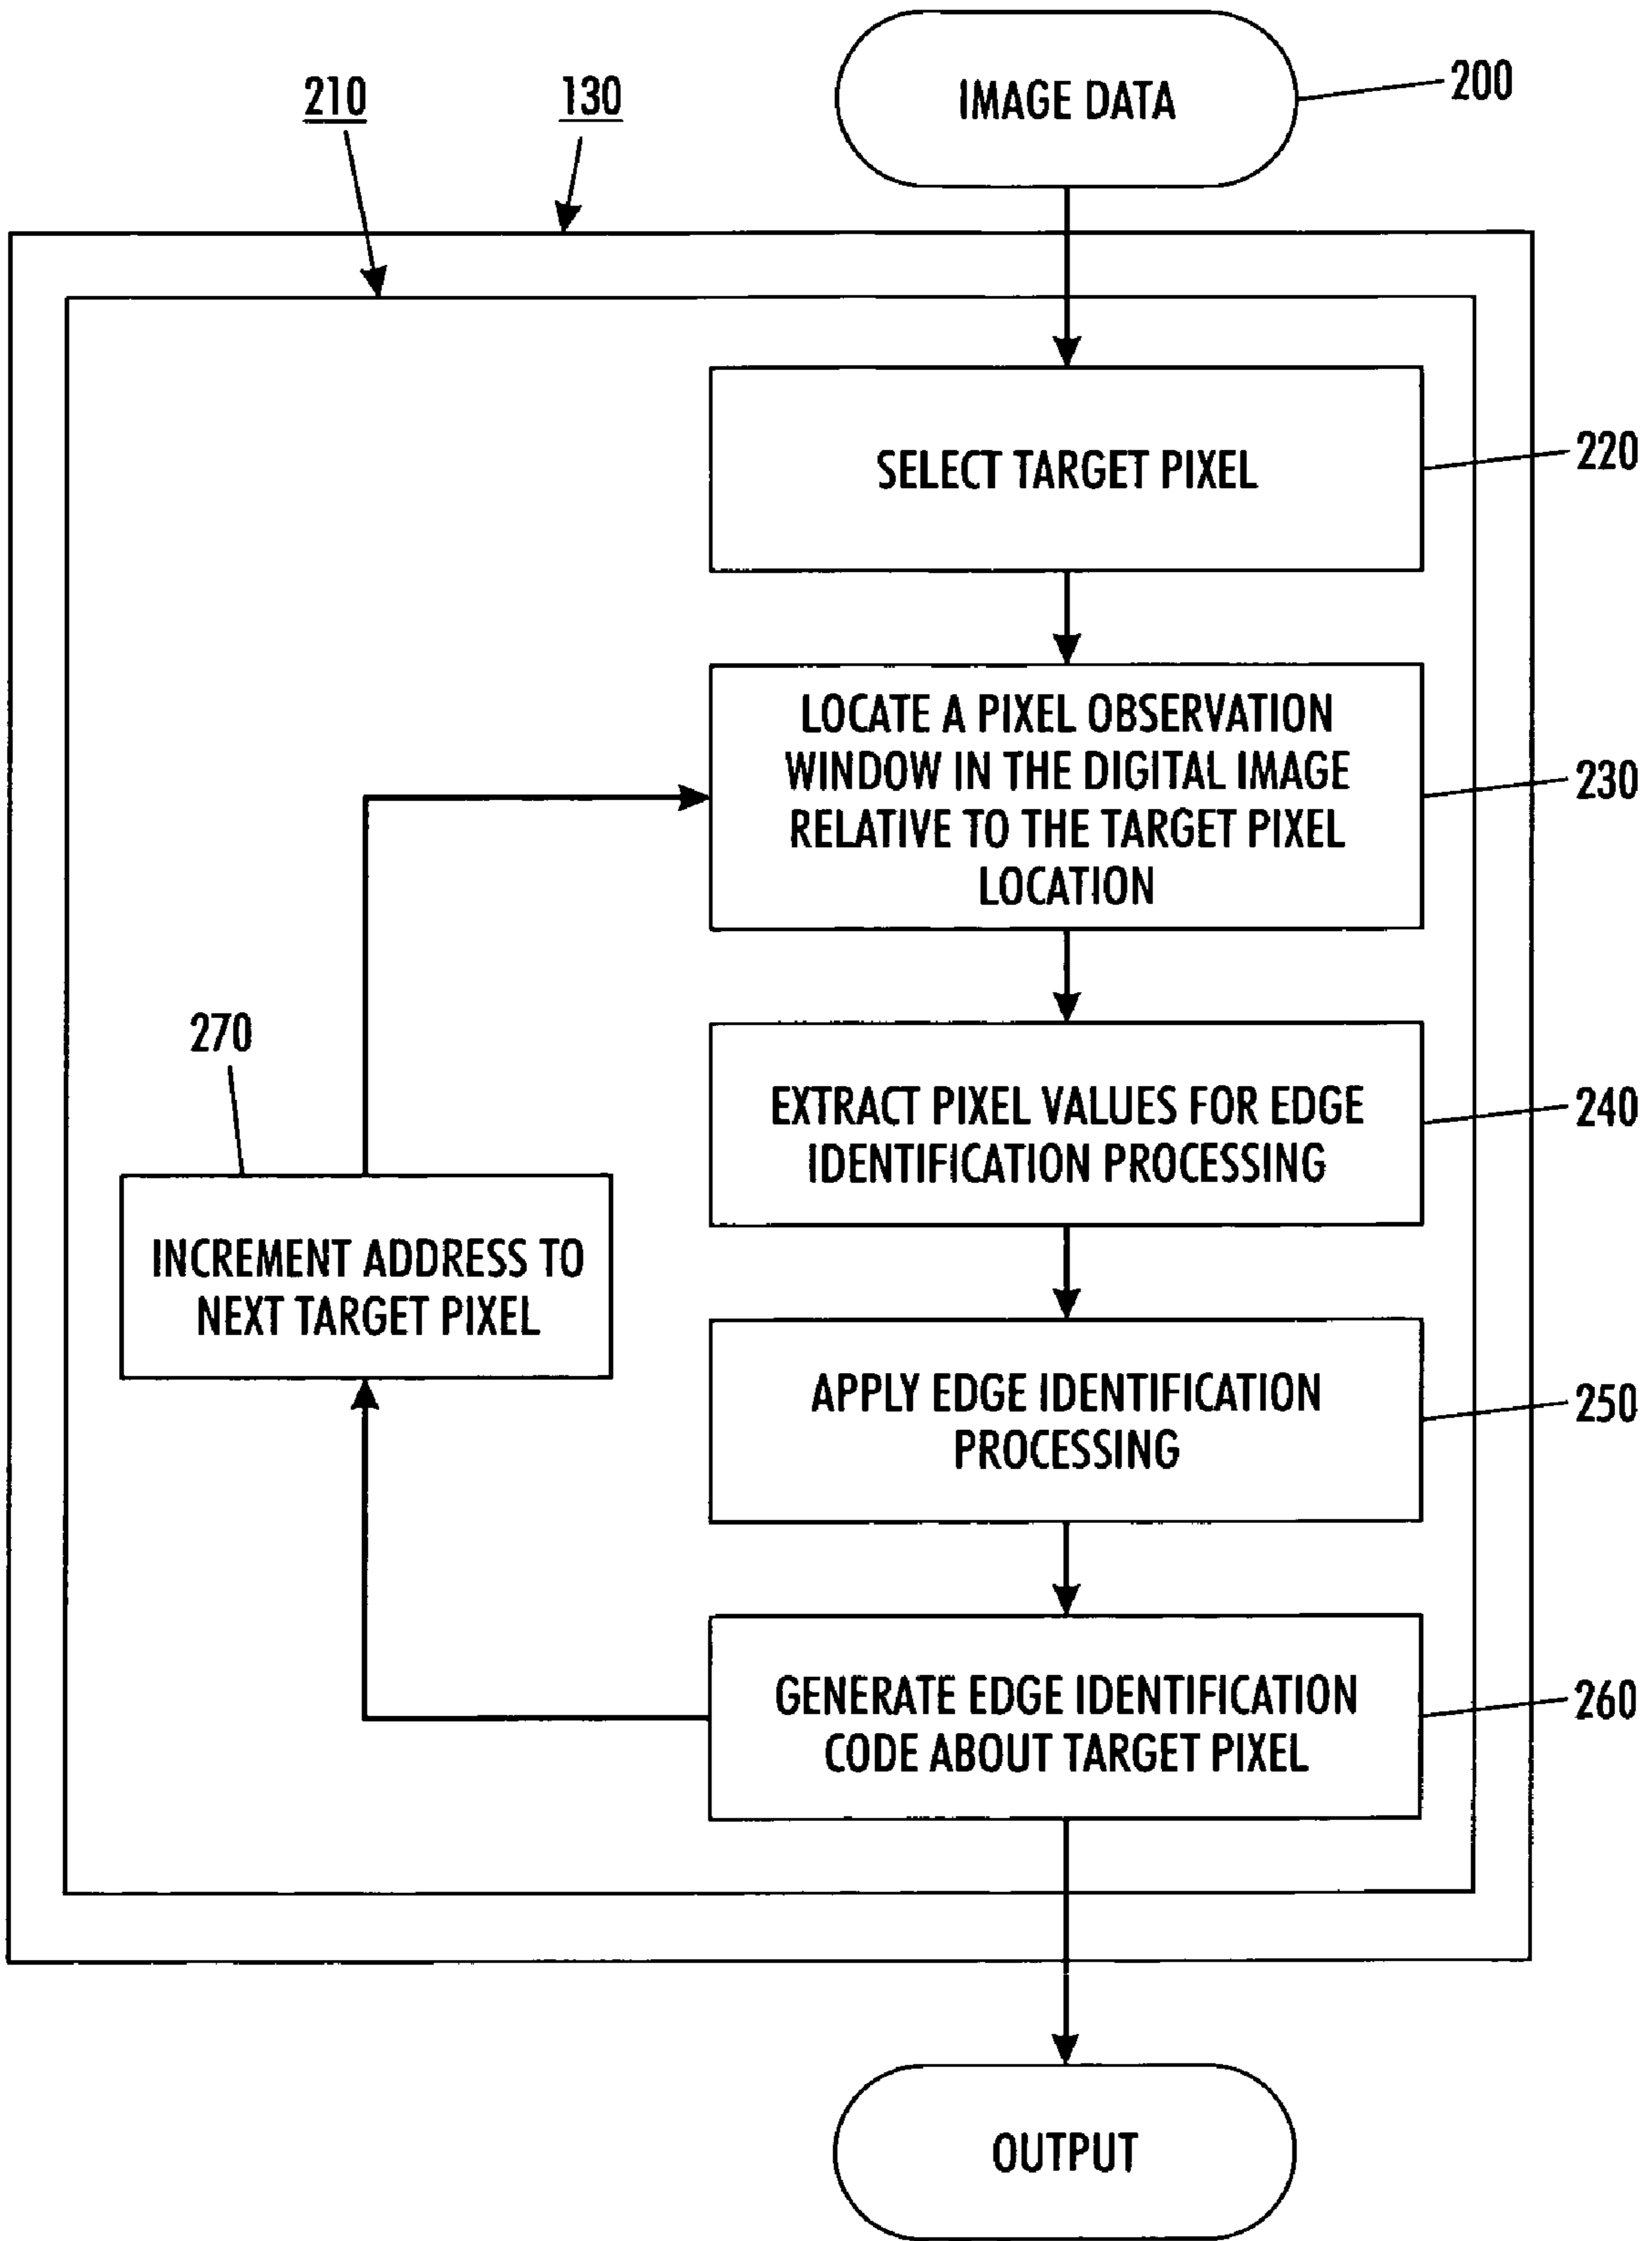 210
130
IMAGE DATA
200
SELECT TARGET PIXEL
220
LOCATE A PIXEL OBSERVATION
WINDOW IN THE DIGITAL IMAGE
RELATIVE TO THE TARGET PIXEL
LOCATION
230
270
EXTRACT PIXEL VALUES FOR EDGE
IDENTIFICATION PROCESSING
240
INCREMENT ADDRESS TO
NEXT TARGET PIXEL
APPLY EDGE IDENTIFICATION
PROCESSING
250
GENERATE EDGE IDENTIFICATION
CODE ABOUT TARGET PIXEL
260
OUTPUT